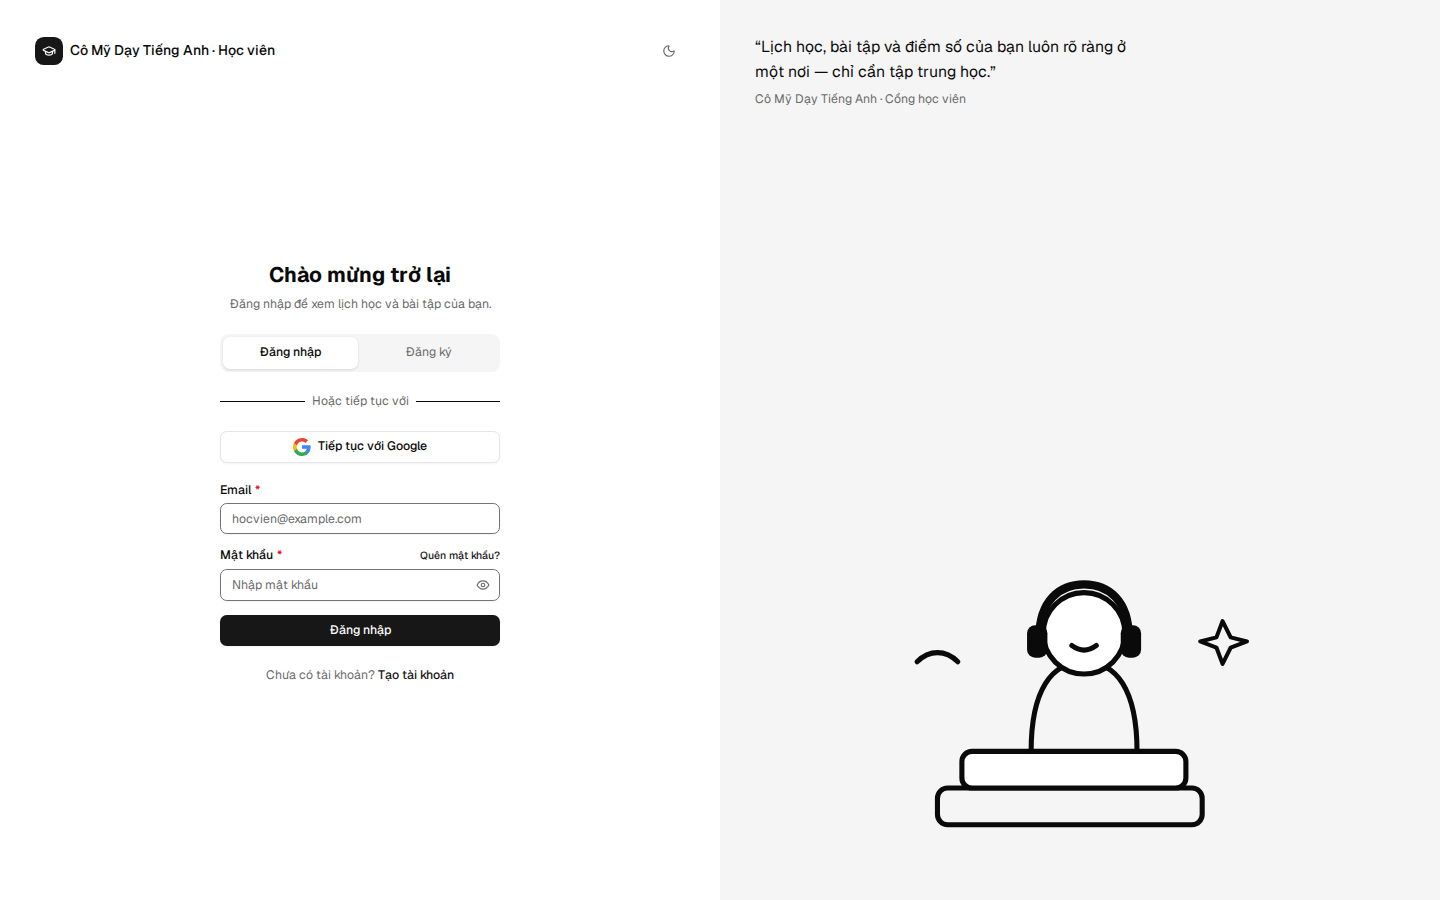 Cô Mỹ Dạy Tiếng Anh · Học viên
Chào mừng trở lại
Đăng nhập để xem lịch học và bài tập của bạn.
Đăng nhập
Đăng ký
Hoặc tiếp tục với
Tiếp tục với Google
Email *
hocvien@example.com
Mật khẩu *
Quên mật khẩu?
Nhập mật khẩu
Đăng nhập
Chưa có tài khoản? Tạo tài khoản
“Lịch học, bài tập và điểm số của bạn luôn rõ ràng ở
một nơi — chỉ cần tập trung học.”
Cô Mỹ Dạy Tiếng Anh · Cổng học viên